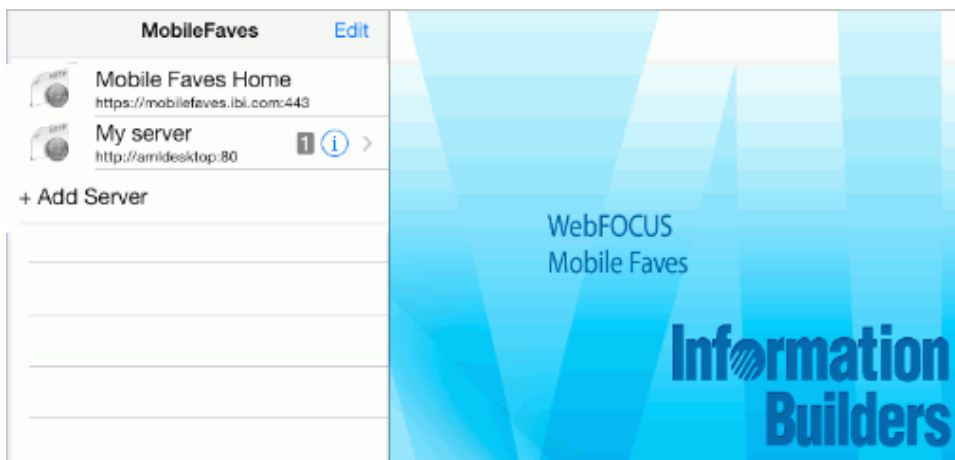 MobileFaves Edit
Mobile Faves Home
https://mobilefaves.ibi.com:443
My server 1 i
http://amldesktop:80
+ Add Server
WebFOCUS
Mobile Faves
Information
Builders